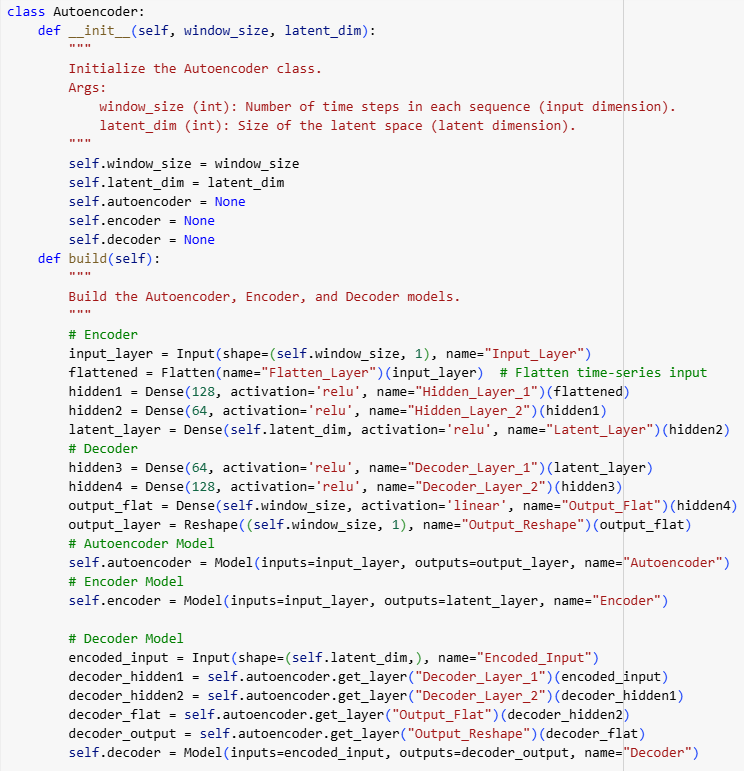 class Autoencoder:
    def __init__(self, window_size, latent_dim):
        """
        Initialize the Autoencoder class.
        Args:
            window_size (int): Number of time steps in each sequence (input dimension).
            latent_dim (int): Size of the latent space (latent dimension).
        """
        self.window_size = window_size
        self.latent_dim = latent_dim
        self.autoencoder = None
        self.encoder = None
        self.decoder = None
    def build(self):
        """
        Build the Autoencoder, Encoder, and Decoder models.
        """
        # Encoder
        input_layer = Input(shape=(self.window_size, 1), name="Input_Layer")
        flattened = Flatten(name="Flatten_Layer")(input_layer)  # Flatten time-series input
        hidden1 = Dense(128, activation='relu', name="Hidden_Layer_1")(flattened)
        hidden2 = Dense(64, activation='relu', name="Hidden_Layer_2")(hidden1)
        latent_layer = Dense(self.latent_dim, activation='relu', name="Latent_Layer")(hidden2)
        # Decoder
        hidden3 = Dense(64, activation='relu', name="Decoder_Layer_1")(latent_layer)
        hidden4 = Dense(128, activation='relu', name="Decoder_Layer_2")(hidden3)
        output_flat = Dense(self.window_size, activation='linear', name="Output_Flat")(hidden4)
        output_layer = Reshape((self.window_size, 1), name="Output_Reshape")(output_flat)
        # Autoencoder Model
        self.autoencoder = Model(inputs=input_layer, outputs=output_layer, name="Autoencoder")
        # Encoder Model
        self.encoder = Model(inputs=input_layer, outputs=latent_layer, name="Encoder")

        # Decoder Model
        encoded_input = Input(shape=(self.latent_dim,), name="Encoded_Input")
        decoder_hidden1 = self.autoencoder.get_layer("Decoder_Layer_1")(encoded_input)
        decoder_hidden2 = self.autoencoder.get_layer("Decoder_Layer_2")(decoder_hidden1)
        decoder_flat = self.autoencoder.get_layer("Output_Flat")(decoder_hidden2)
        decoder_output = self.autoencoder.get_layer("Output_Reshape")(decoder_flat)
        self.decoder = Model(inputs=encoded_input, outputs=decoder_output, name="Decoder")